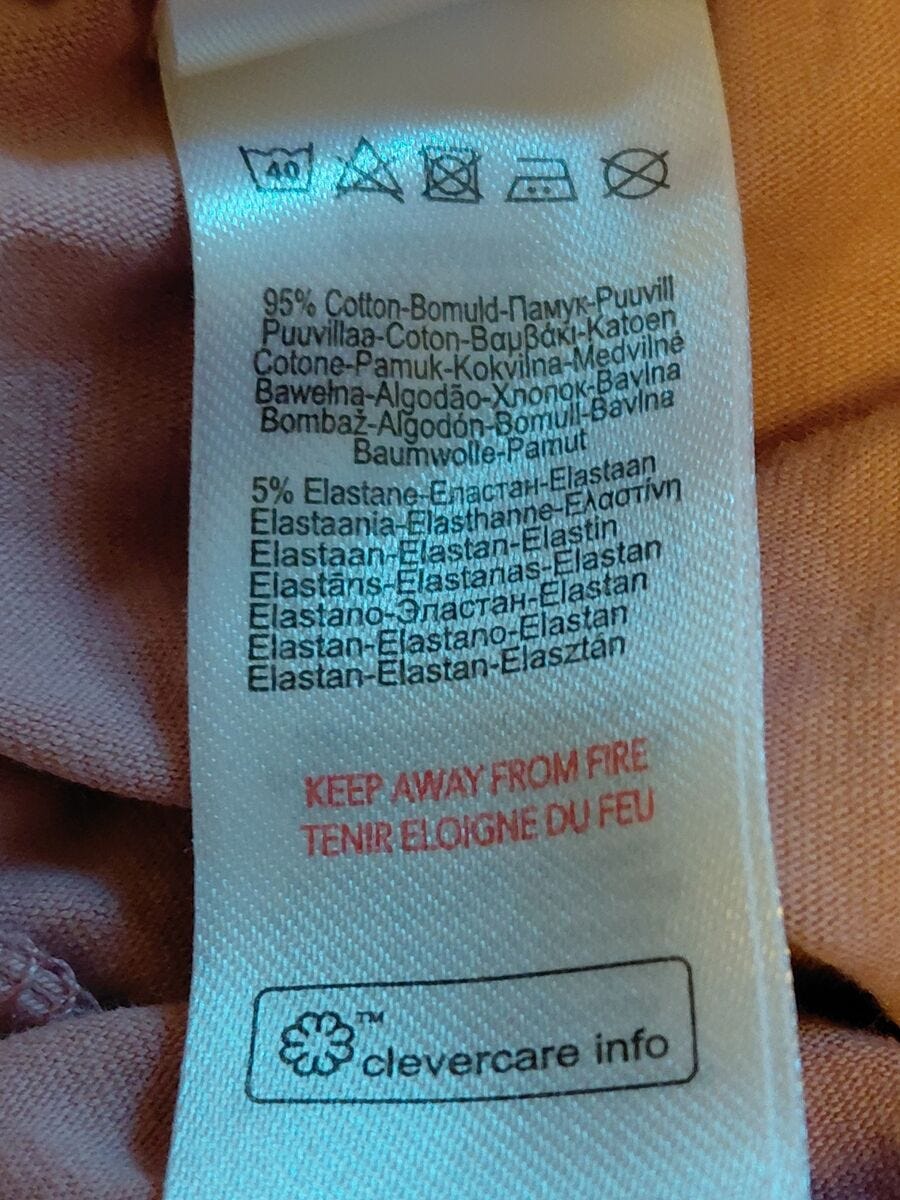 40
95% Cotton-Bomuld-Памук-Puuvill
Puuvillaa-Coton-Βαμβάκι-Katoen
Cotone-Pamuk-Kokvilna-Medvilnė
Bawełna-Algodão-Хлопок-Bavlna
Bombaž-Algodón-Bomull-Bavlna
Baumwolle-Pamut
5% Elastane-Еластан-Elastaan
Elastaania-Elasthanne-Ελαστίνη
Elastaan-Elastan-Elastin
Elastāns-Elastanas-Elastan
Elastano-Эластан-Elastan
Elastan-Elastano-Elastan
Elastan-Elastan-Elasztán
KEEP AWAY FROM FIRE
TENIR ELOIGNE DU FEU
™ clevercare info